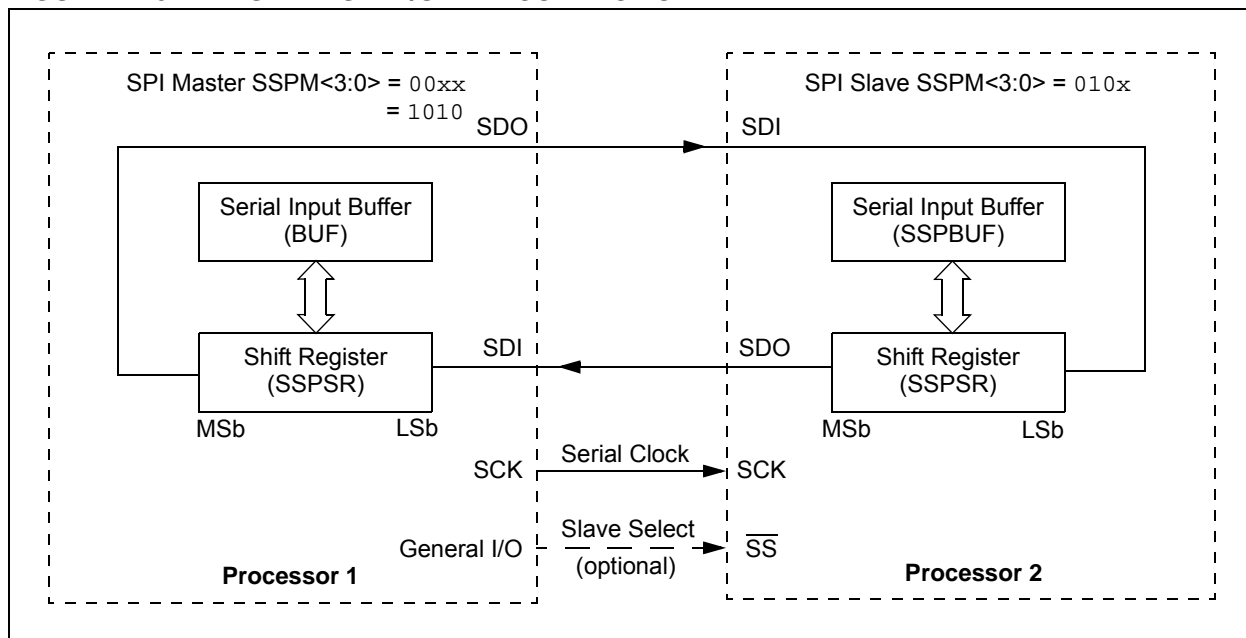 SPI Master SSPM<3:0> = 00xx
= 1010
SDO
Serial Input Buffer
(BUF)
Shift Register
(SSPSR)
MSb
LSb
SDI
SCK
General I/O
Processor 1
Serial Clock
Slave Select
(optional)
SPI Slave SSPM<3:0> = 010x
SDI
Serial Input Buffer
(SSPBUF)
SDO
Shift Register
(SSPSR)
MSb
LSb
SCK
S̅S̅
Processor 2